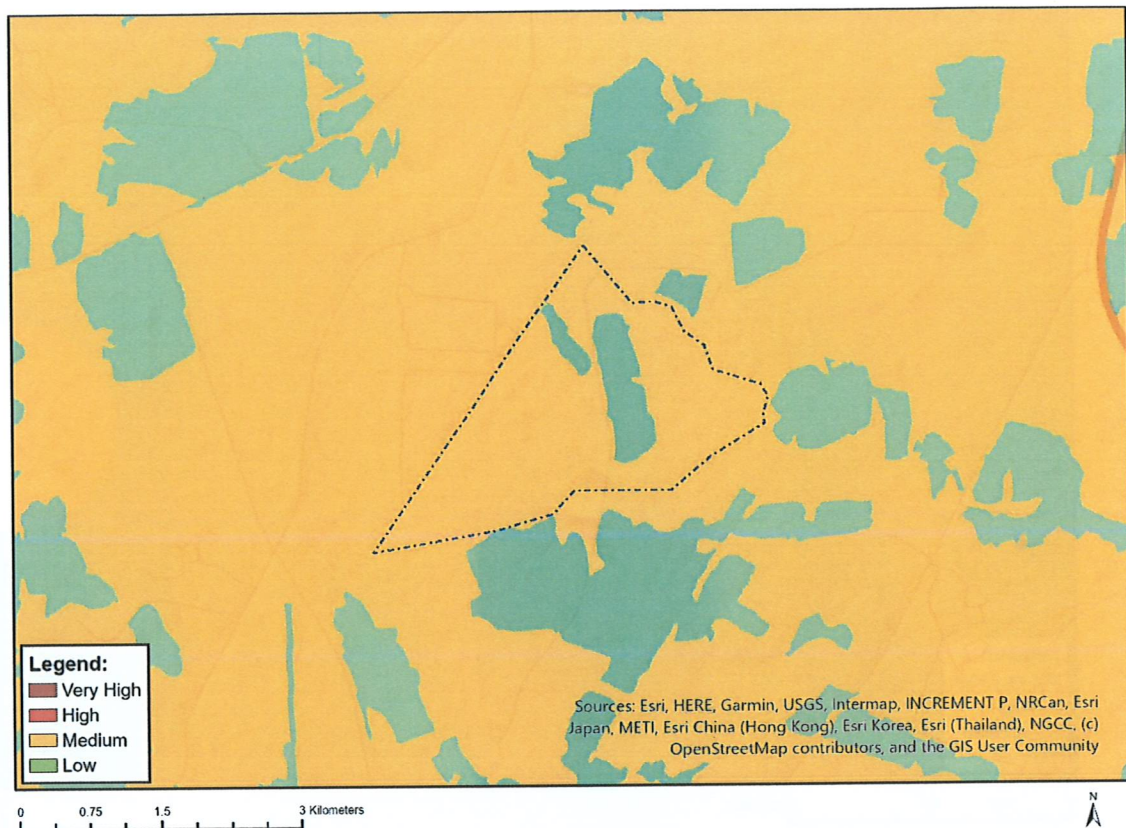 Legend:
Very High
High
Medium
Low
Sources: Esri, HERE, Garmin, USGS, Intermap, INCREMENT P, NRCan, Esri
Japan, METI, Esri China (Hong Kong), Esri Korea, Esri (Thailand), NGCC, (c)
OpenStreetMap contributors, and the GIS User Community
0 0.75 1.5 3 Kilometers
N